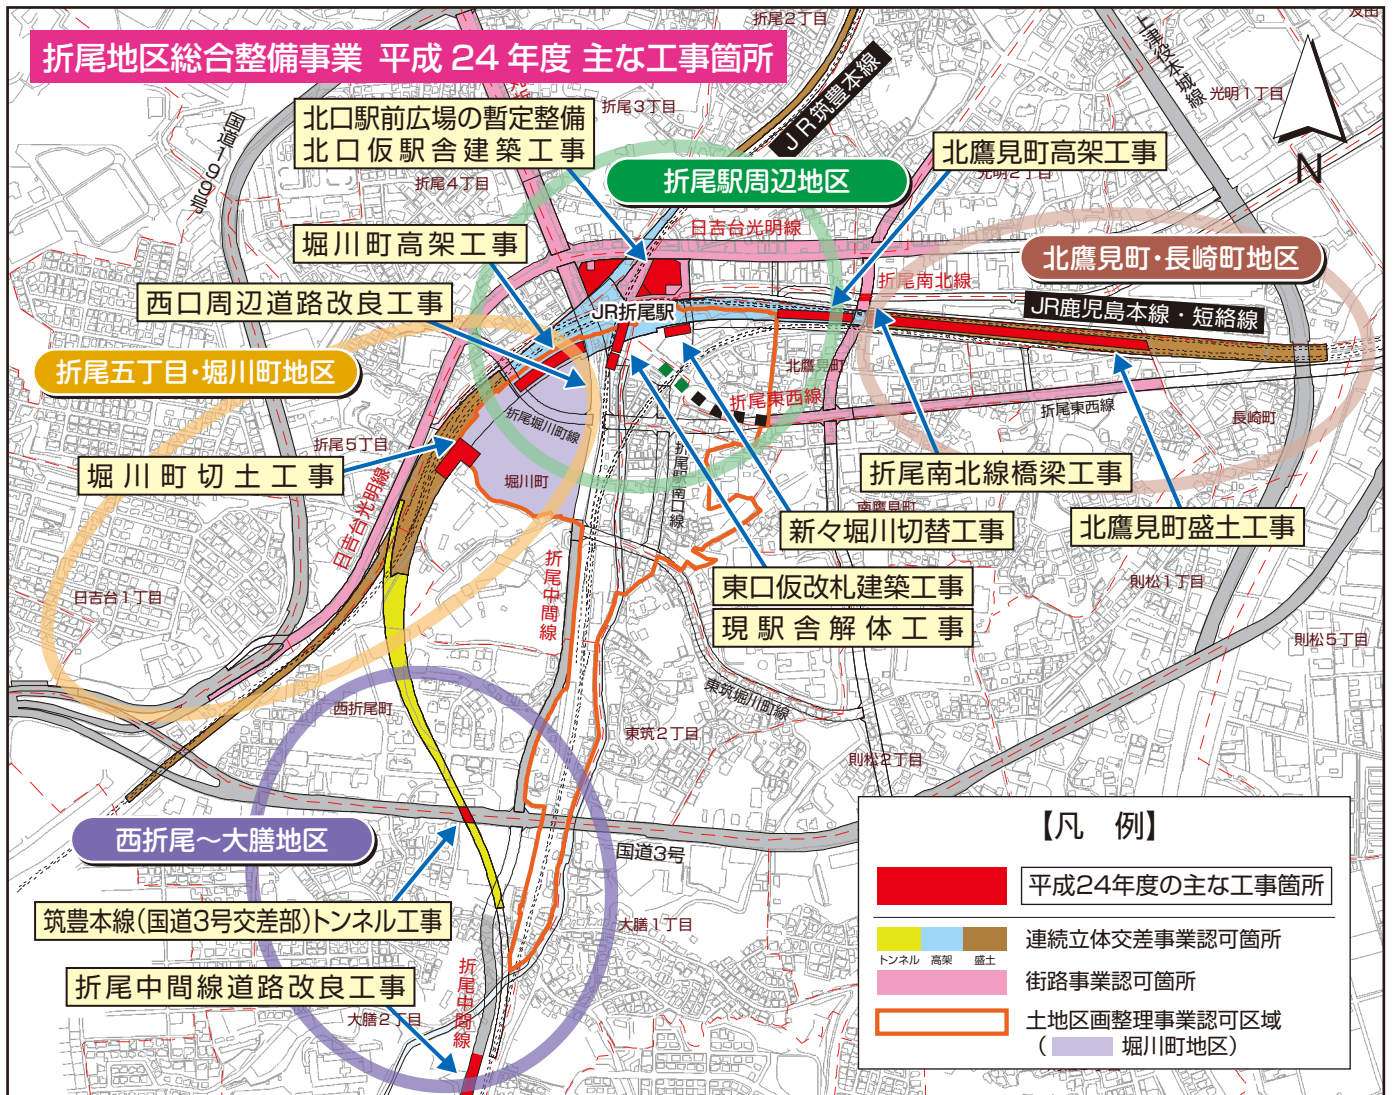 折尾地区総合整備事業 平成24年度 主な工事箇所
折尾2丁目
上津役本城線
光明1丁目
国道199号
折尾3丁目
JR筑豊本線
北口駅前広場の暫定整備
北口仮駅舎建築工事
北鷹見町高架工事
N
折尾4丁目
折尾駅周辺地区
光明2丁目
堀川町高架工事
日吉台光明線
北鷹見町・長崎町地区
西口周辺道路改良工事
折尾南北線
JR折尾駅
JR鹿児島本線・短絡線
折尾五丁目・堀川町地区
北鷹見町
折尾東西線
折尾東西線
長崎町
折尾堀川町線
折尾5丁目
堀川町切土工事
堀川町
折尾駅南口線
折尾南北線橋梁工事
南鷹見町
日吉台光明線
新々堀川切替工事
北鷹見町盛土工事
折尾中間線
東口仮改札建築工事
現駅舎解体工事
則松1丁目
日吉台1丁目
則松5丁目
東筑堀川町線
西折尾町
東筑2丁目
則松2丁目
西折尾～大膳地区
国道3号
筑豊本線(国道3号交差部)トンネル工事
大膳1丁目
折尾中間線道路改良工事
折尾中間線
大膳2丁目
【凡 例】
平成24年度の主な工事箇所
トンネル 高架 盛土
連続立体交差事業認可箇所
街路事業認可箇所
土地区画整理事業認可区域
( 堀川町地区)